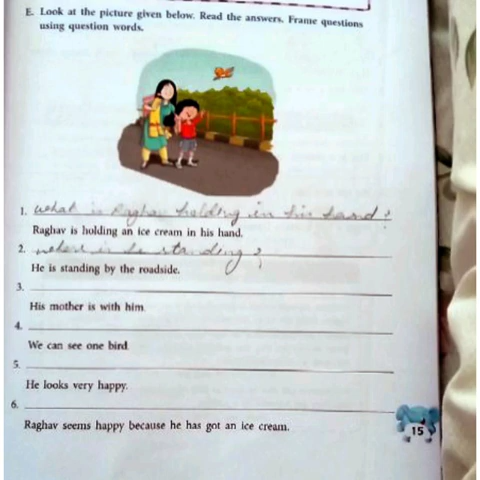 E. Look at the picture given below. Read the answers. Frame questions
using question words.
1. what is Raghav holding in his hand?
Raghav is holding an ice cream in his hand.
2. where is he standing?
He is standing by the roadside.
3.
His mother is with him.
4.
We can see one bird.
5.
He looks very happy.
6.
Raghav seems happy because he has got an ice cream.
15